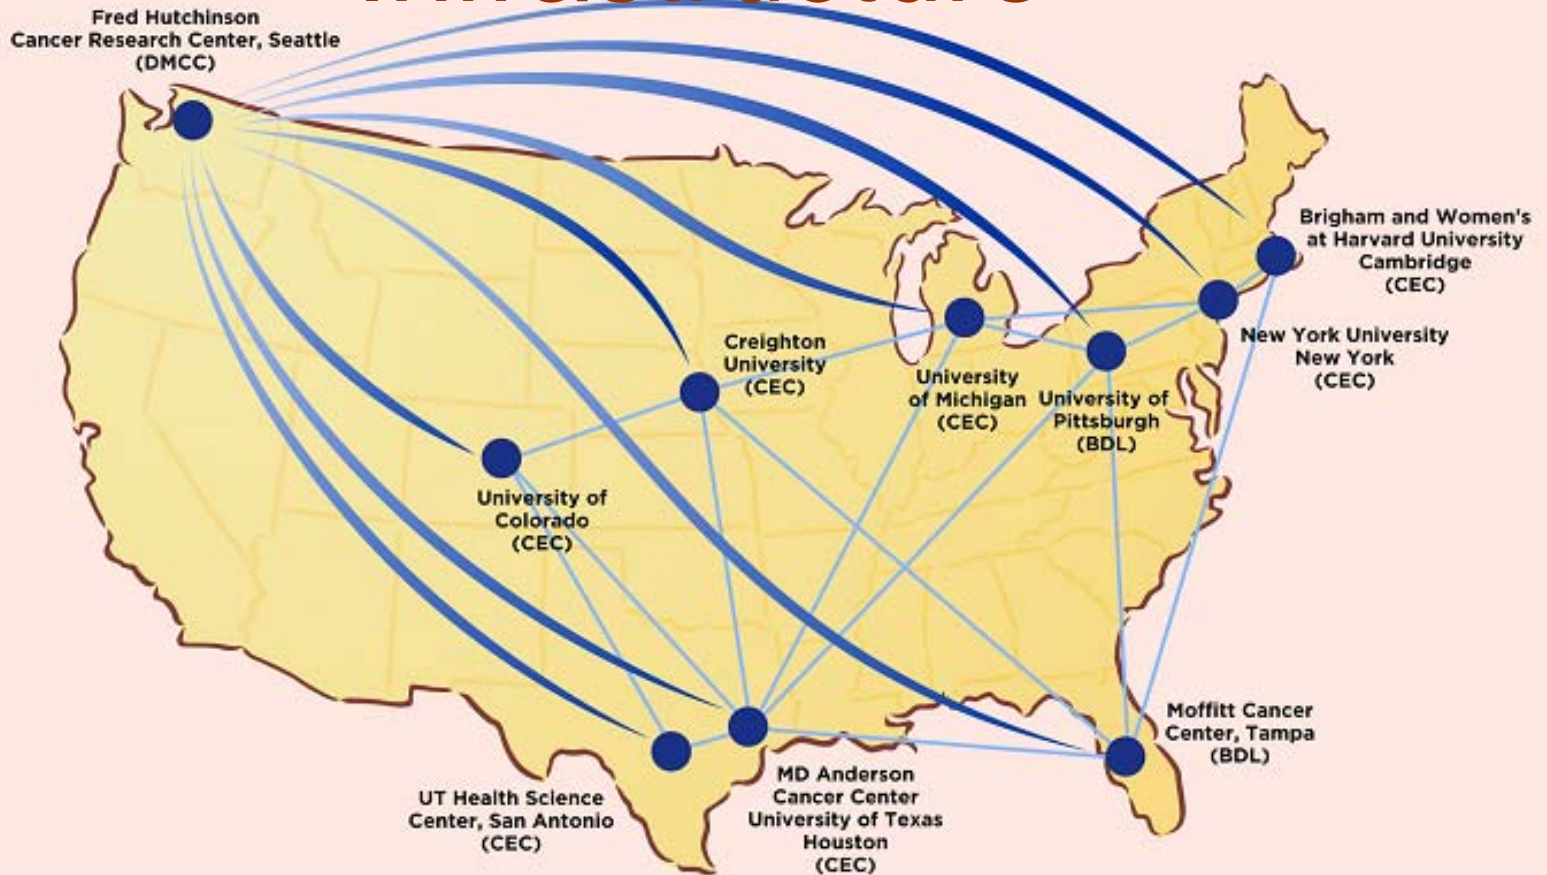 Fred Hutchinson
Cancer Research Center, Seattle
(DMCC)
Brigham and Women's
at Harvard University
Cambridge
(CEC)
New York University
New York
(CEC)
Creighton
University
(CEC)
University
of Michigan
(CEC)
University of
Pittsburgh
(BDL)
University of
Colorado
(CEC)
Moffitt Cancer
Center, Tampa
(BDL)
MD Anderson
Cancer Center
University of Texas
Houston
(CEC)
UT Health Science
Center, San Antonio
(CEC)